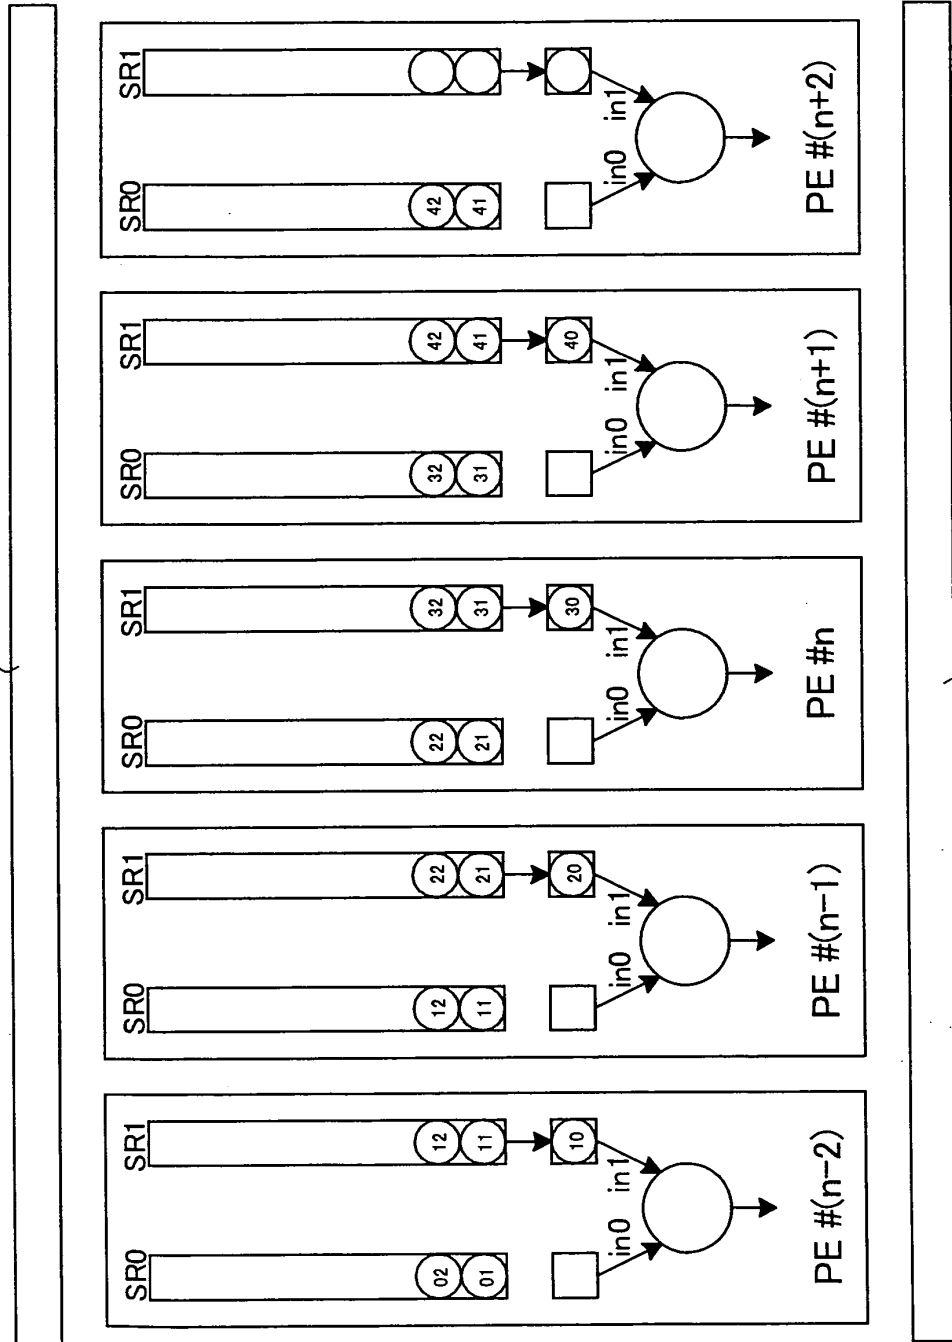 SR0 SR1
02 12
01 11
10
in0 in1
PE #(n−2)
SR0 SR1
12 22
11 21
20
in0 in1
PE #(n−1)
SR0 SR1
22 32
21 31
30
in0 in1
PE #n
SR0 SR1
32 42
31 41
40
in0 in1
PE #(n+1)
SR0 SR1
42
41
in0 in1
PE #(n+2)